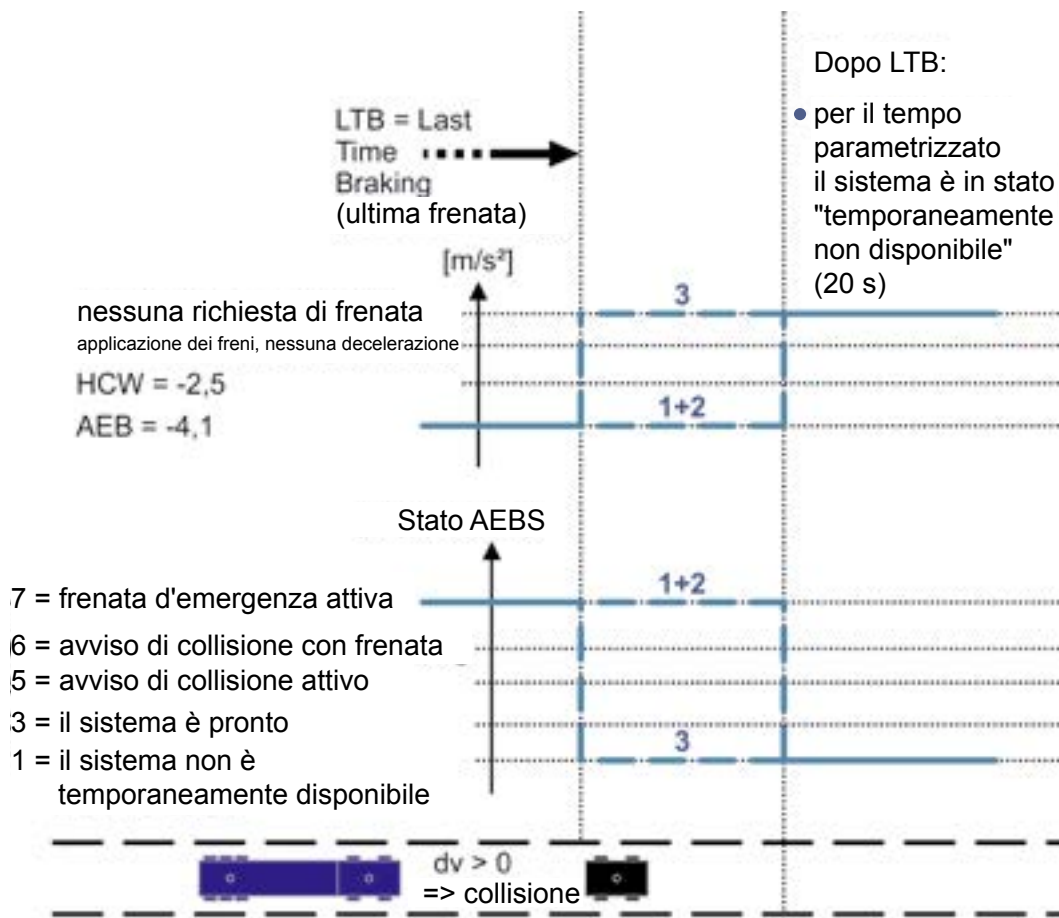 Dopo LTB:
• per il tempo
parametrizzato
il sistema è in stato
"temporaneamente
non disponibile"
(20 s)
LTB = Last
Time
Braking
(ultima frenata)
[m/s²]
nessuna richiesta di frenata
applicazione dei freni, nessuna decelerazione
HCW = -2,5
AEB = -4,1
3
1+2
Stato AEBS
7 = frenata d'emergenza attiva
6 = avviso di collisione con frenata
5 = avviso di collisione attivo
3 = il sistema è pronto
1 = il sistema non è
temporaneamente disponibile
1+2
3
dv > 0
=> collisione